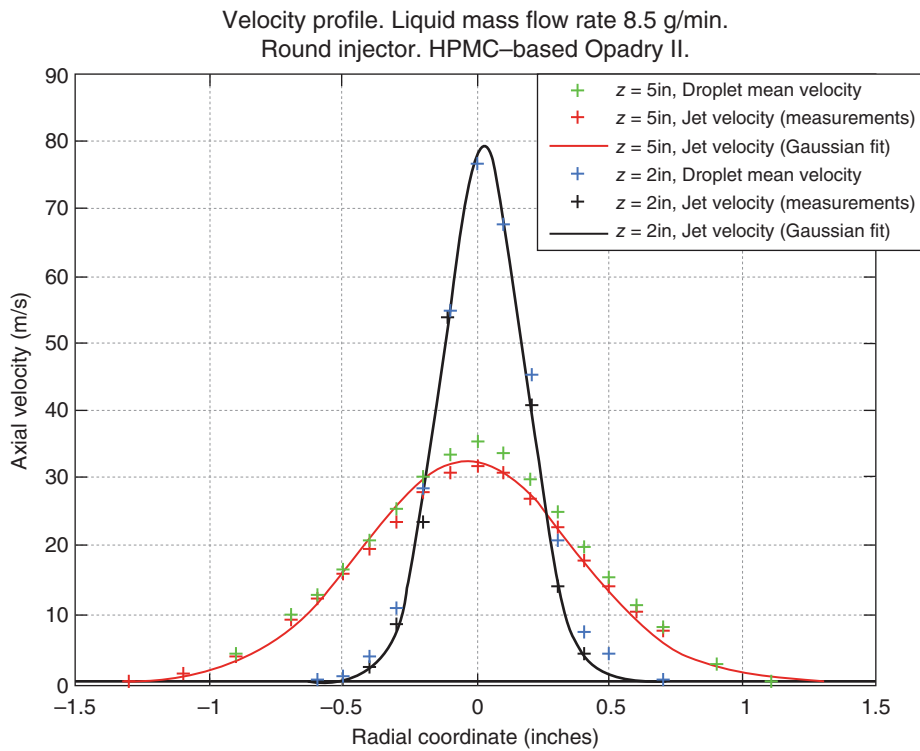 Velocity profile. Liquid mass flow rate 8.5 g/min.
Round injector. HPMC–based Opadry II.
90
80
70
60
50
40
30
20
10
0
Axial velocity (m/s)
z = 5in, Droplet mean velocity
z = 5in, Jet velocity (measurements)
z = 5in, Jet velocity (Gaussian fit)
z = 2in, Droplet mean velocity
z = 2in, Jet velocity (measurements)
z = 2in, Jet velocity (Gaussian fit)
–1.5 –1 –0.5 0 0.5 1 1.5
Radial coordinate (inches)